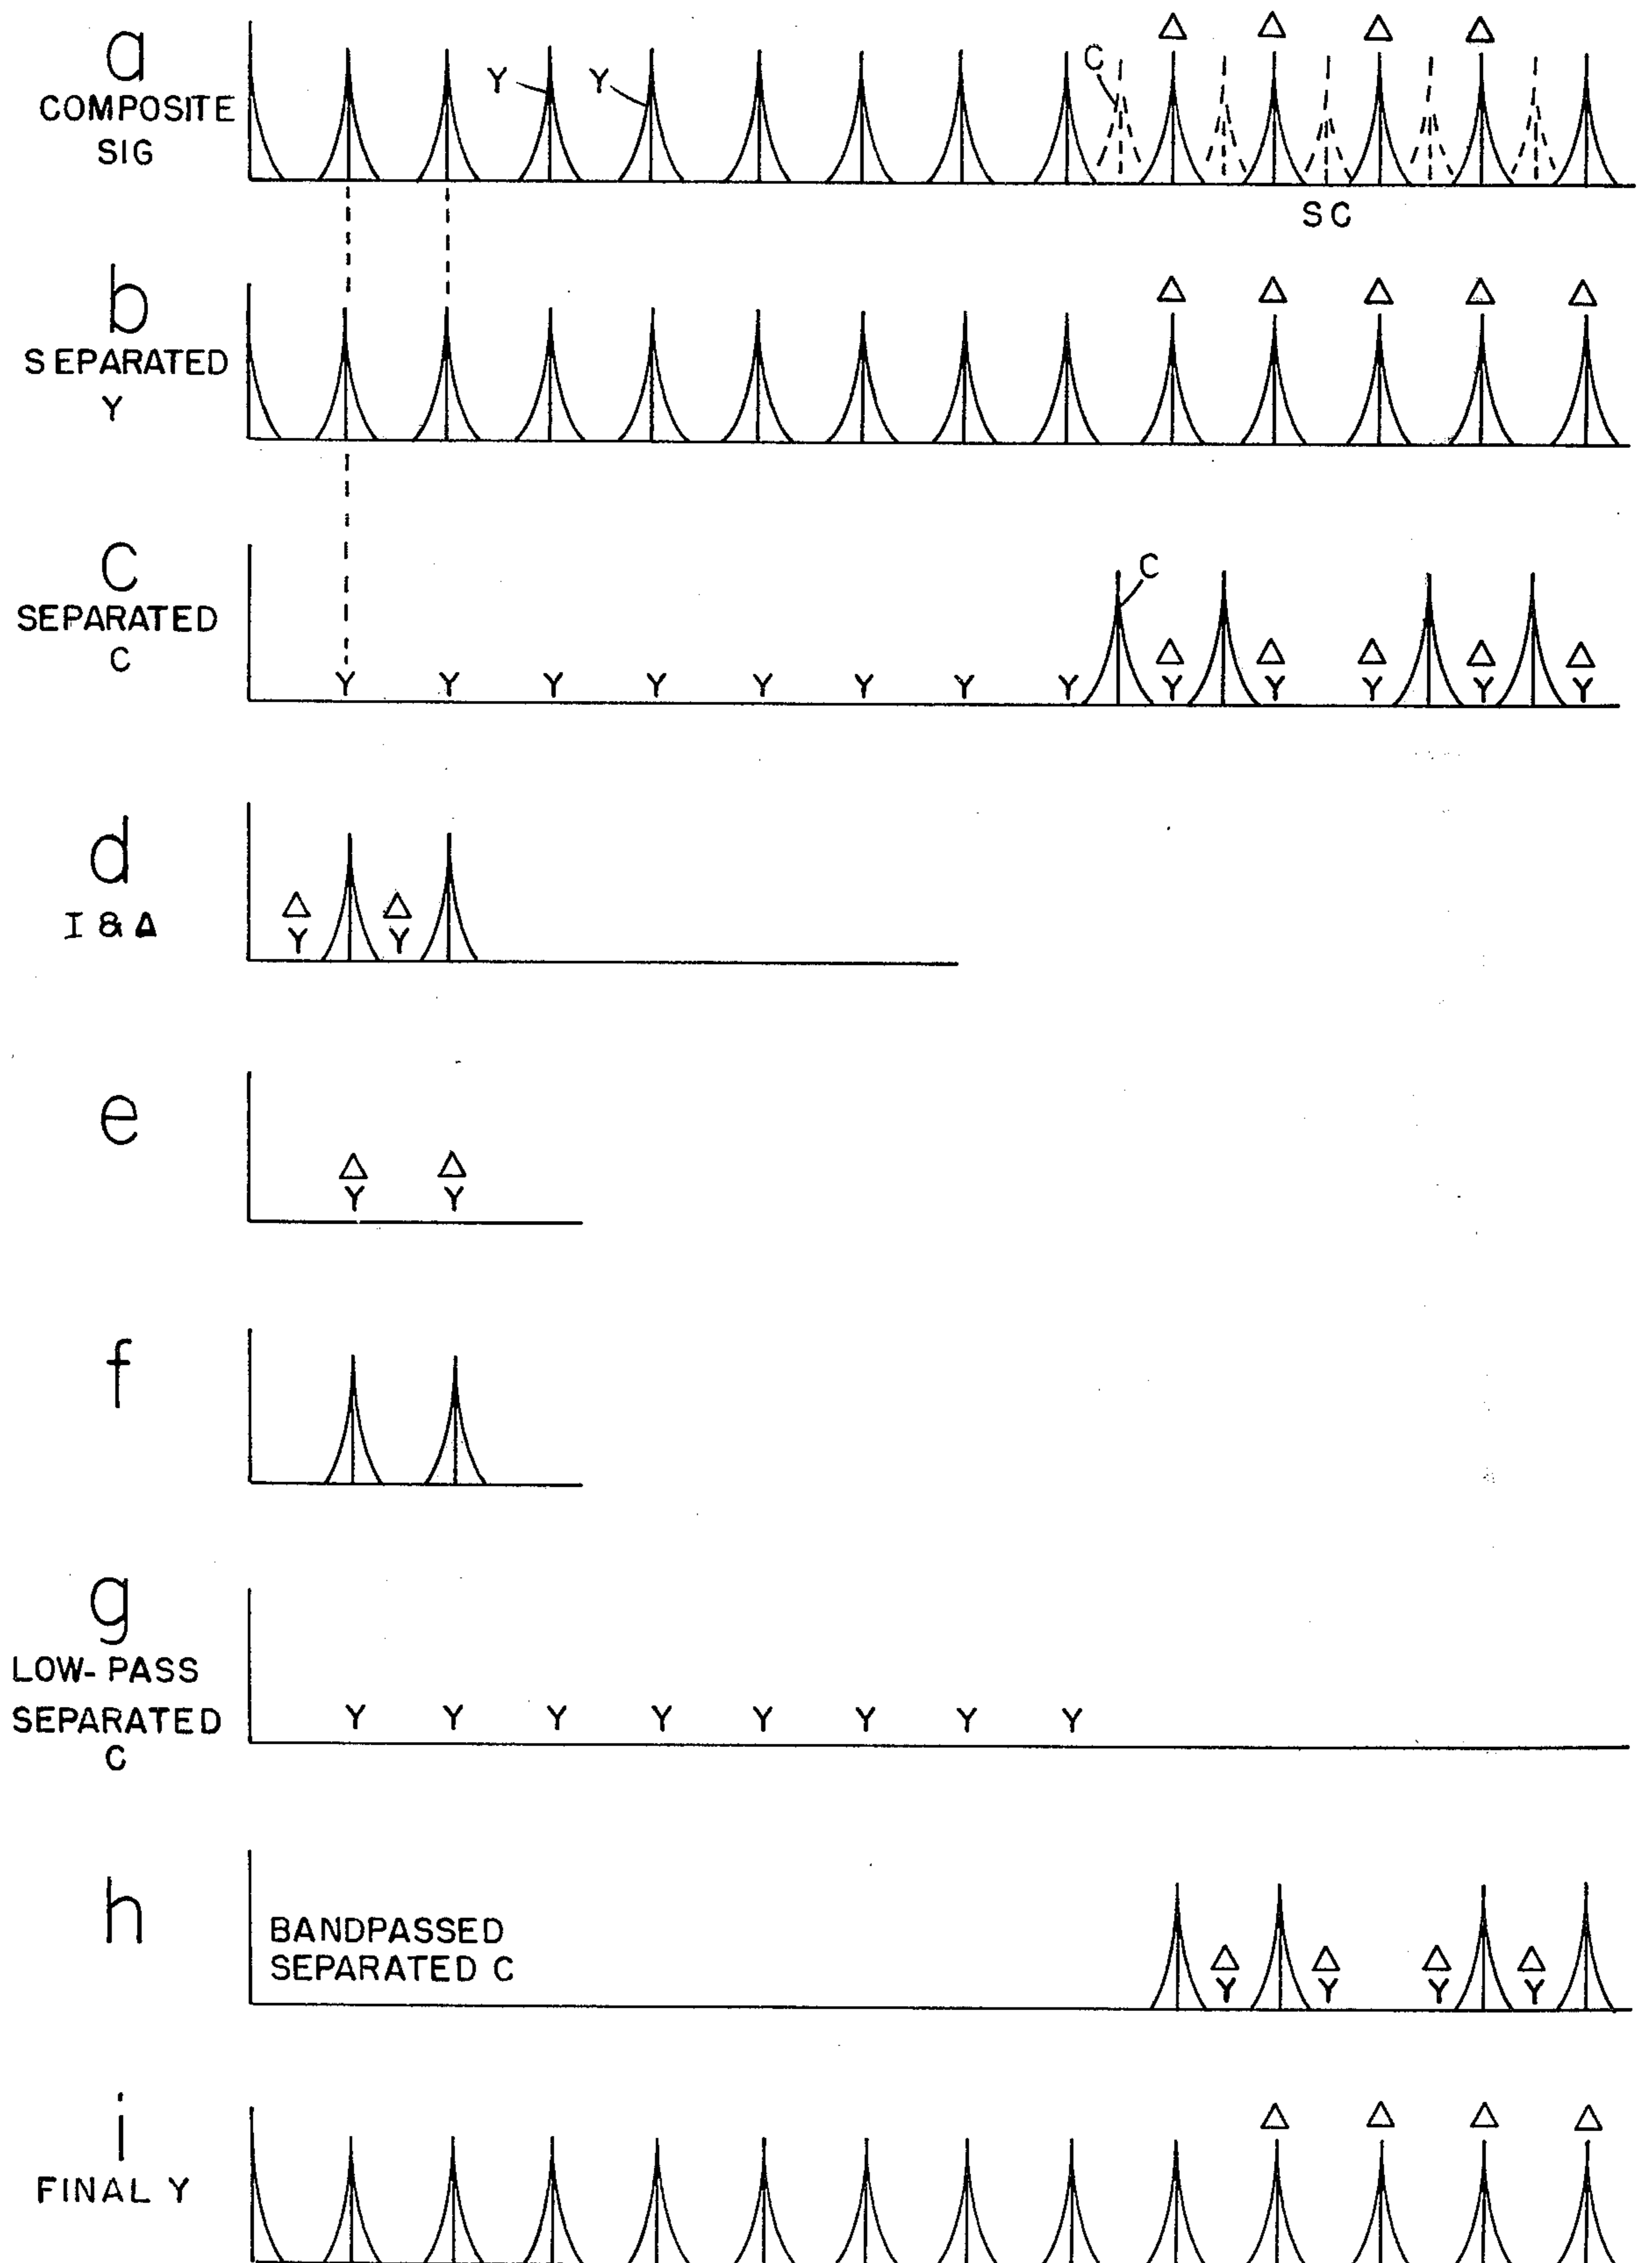 Δ Δ Δ Δ
a
COMPOSITE
SIG
Y Y C
SC
b
SEPARATED
Y
Δ Δ Δ Δ Δ
C
SEPARATED
C
C
Δ Δ Δ Δ Δ
Y Y Y Y Y Y Y Y Y Y Y Y Y
d
I & Δ
Δ Δ
Y Y
e
Δ Δ
Y Y
f
g
LOW-PASS
SEPARATED
C
Y Y Y Y Y Y Y Y
h
BANDPASSED
SEPARATED C
Δ Δ Δ Δ
Y Y Y Y
i
FINAL Y
Δ Δ Δ Δ